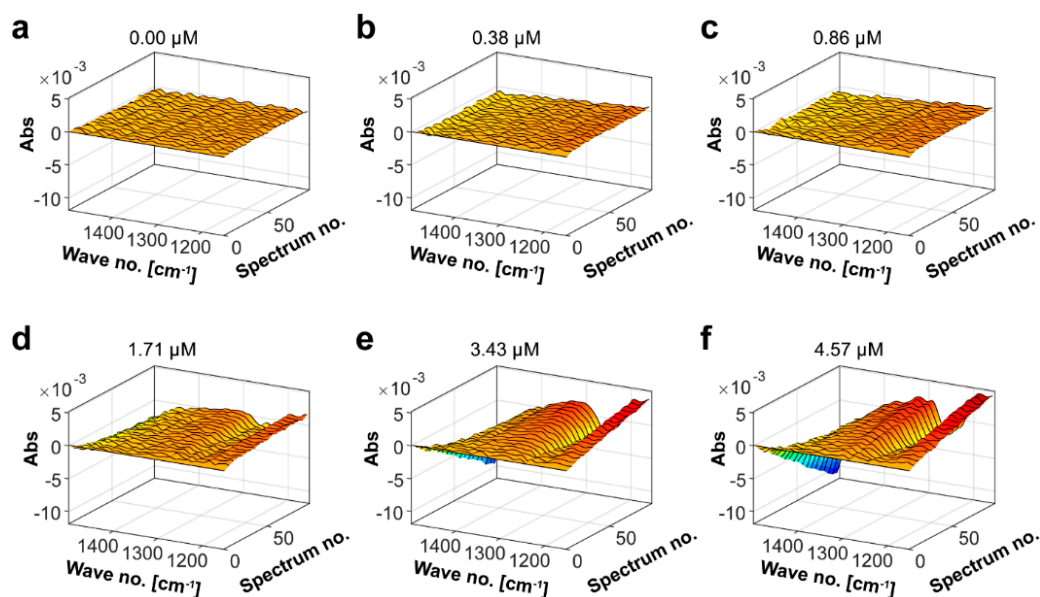 a
0.00 µM
×10⁻³
5
0
-5
-10
Abs
1400
1300
1200
Wave no. [cm⁻¹]
0
50
Spectrum no.
b
0.38 µM
×10⁻³
5
0
-5
-10
Abs
1400
1300
1200
Wave no. [cm⁻¹]
0
50
Spectrum no.
c
0.86 µM
×10⁻³
5
0
-5
-10
Abs
1400
1300
1200
Wave no. [cm⁻¹]
0
50
Spectrum no.
d
1.71 µM
×10⁻³
5
0
-5
-10
Abs
1400
1300
1200
Wave no. [cm⁻¹]
0
50
Spectrum no.
e
3.43 µM
×10⁻³
5
0
-5
-10
Abs
1400
1300
1200
Wave no. [cm⁻¹]
0
50
Spectrum no.
f
4.57 µM
×10⁻³
5
0
-5
-10
Abs
1400
1300
1200
Wave no. [cm⁻¹]
0
50
Spectrum no.